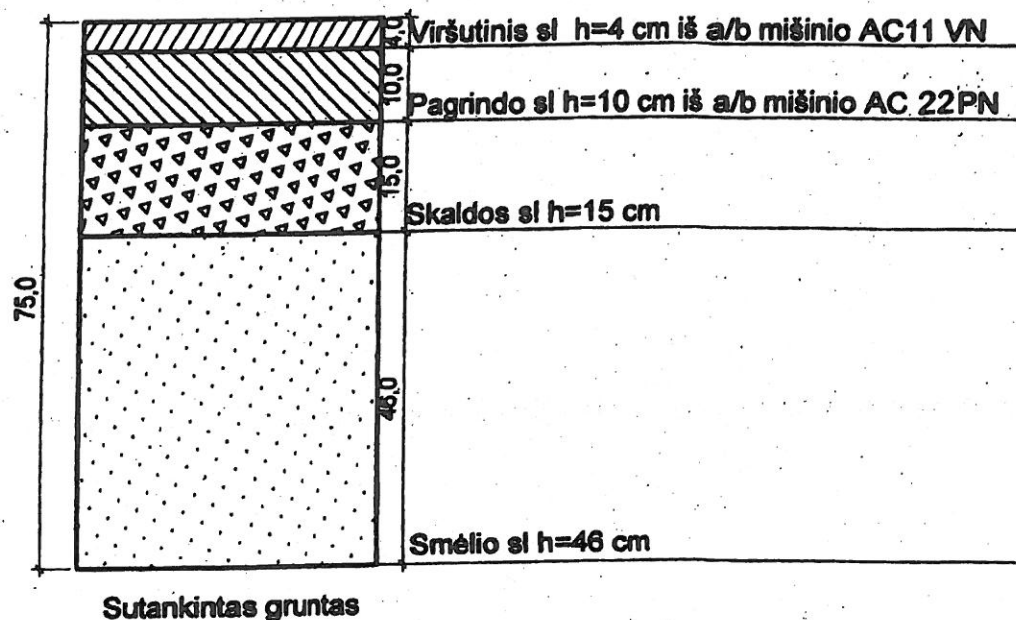 4,0 Viršutinis sl h=4 cm iš a/b mišinio AC11 VN
10,0
Pagrindo sl h=10 cm iš a/b mišinio AC 22 PN
15,0
Skaldos sl h=15 cm
75,0
46,0
Smėlio sl h=46 cm
Sutankintas gruntas